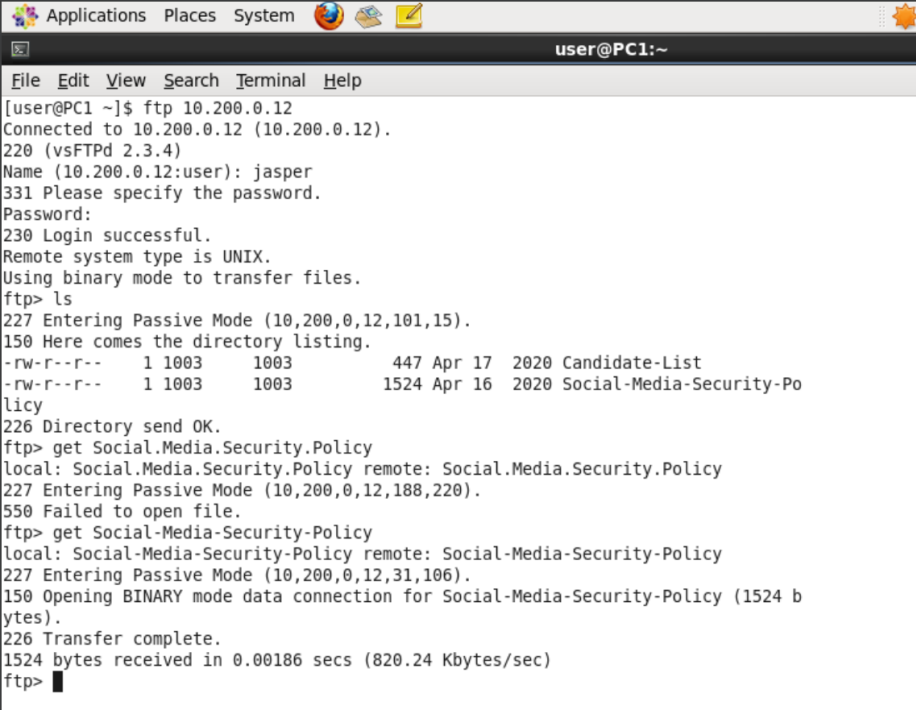 Applications Places System
user@PC1:~
File Edit View Search Terminal Help
[user@PC1 ~]$ ftp 10.200.0.12
Connected to 10.200.0.12 (10.200.0.12).
220 (vsFTPd 2.3.4)
Name (10.200.0.12:user): jasper
331 Please specify the password.
Password:
230 Login successful.
Remote system type is UNIX.
Using binary mode to transfer files.
ftp> ls
227 Entering Passive Mode (10,200,0,12,101,15).
150 Here comes the directory listing.
-rw-r--r--    1 1003     1003          447 Apr 17  2020 Candidate-List
-rw-r--r--    1 1003     1003         1524 Apr 16  2020 Social-Media-Security-Po
licy
226 Directory send OK.
ftp> get Social.Media.Security.Policy
local: Social.Media.Security.Policy remote: Social.Media.Security.Policy
227 Entering Passive Mode (10,200,0,12,188,220).
550 Failed to open file.
ftp> get Social-Media-Security-Policy
local: Social-Media-Security-Policy remote: Social-Media-Security-Policy
227 Entering Passive Mode (10,200,0,12,31,106).
150 Opening BINARY mode data connection for Social-Media-Security-Policy (1524 b
ytes).
226 Transfer complete.
1524 bytes received in 0.00186 secs (820.24 Kbytes/sec)
ftp>